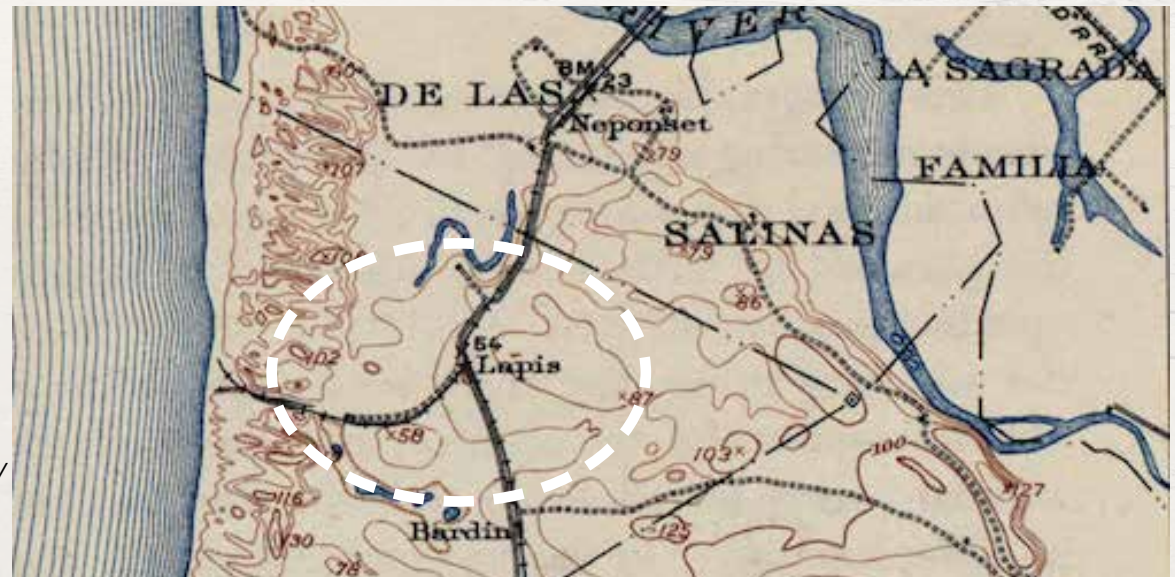 RIVER
DE LAS
BM
23
Neponset
LA SAGRADA
FAMILIA
107
79
SALINAS
79
86
54
Lapis
102
×87
×58
103×
100
127
116
Bardin
125
130
78